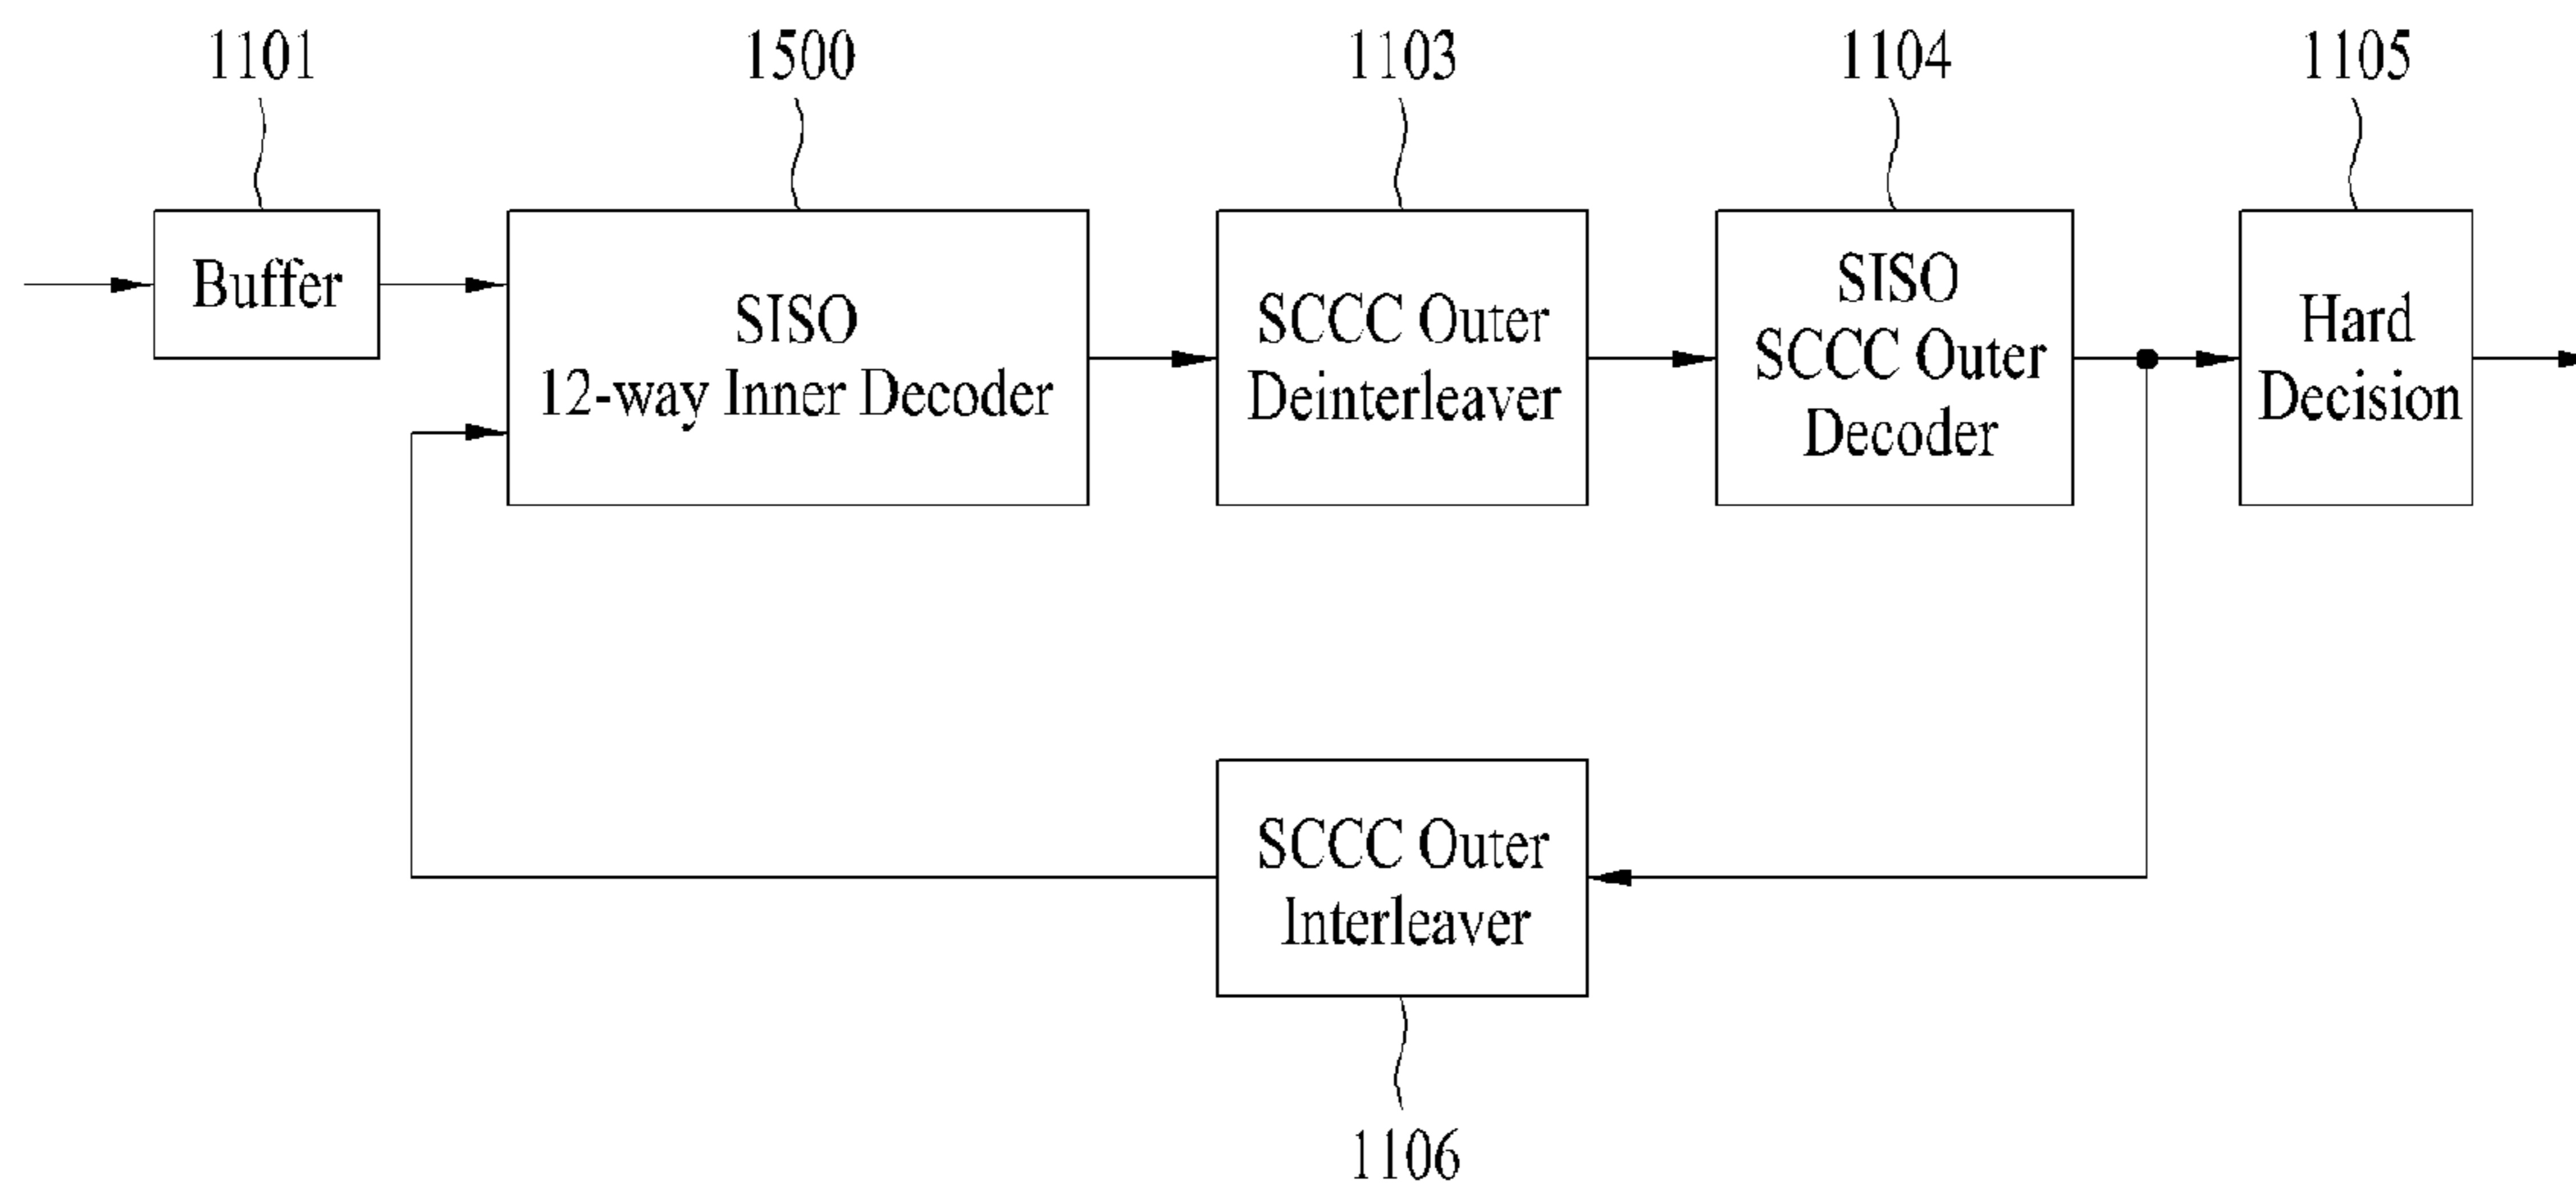 1101
1500
1103
1104
1105
Buffer
SISO
12-way Inner Decoder
SCCC Outer
Deinterleaver
SISO
SCCC Outer
Decoder
Hard
Decision
SCCC Outer
Interleaver
1106